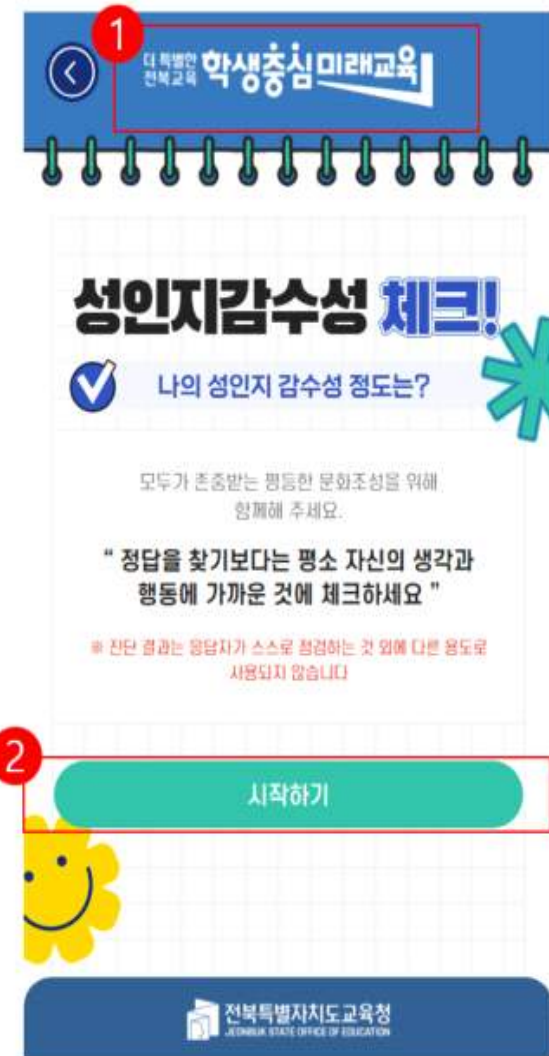 1
더 특별한
전북교육
학생중심 미래교육
성인지감수성 체크!
나의 성인지 감수성 정도는?
모두가 존중받는 평등한 문화조성을 위해
함께해 주세요.
“ 정답을 찾기보다는 평소 자신의 생각과
행동에 가까운 것에 체크하세요 ”
※ 진단 결과는 응답자가 스스로 점검하는 것 외에 다른 용도로
사용되지 않습니다
2
시작하기
전북특별자치도교육청
JEONBUK STATE OFFICE OF EDUCATION